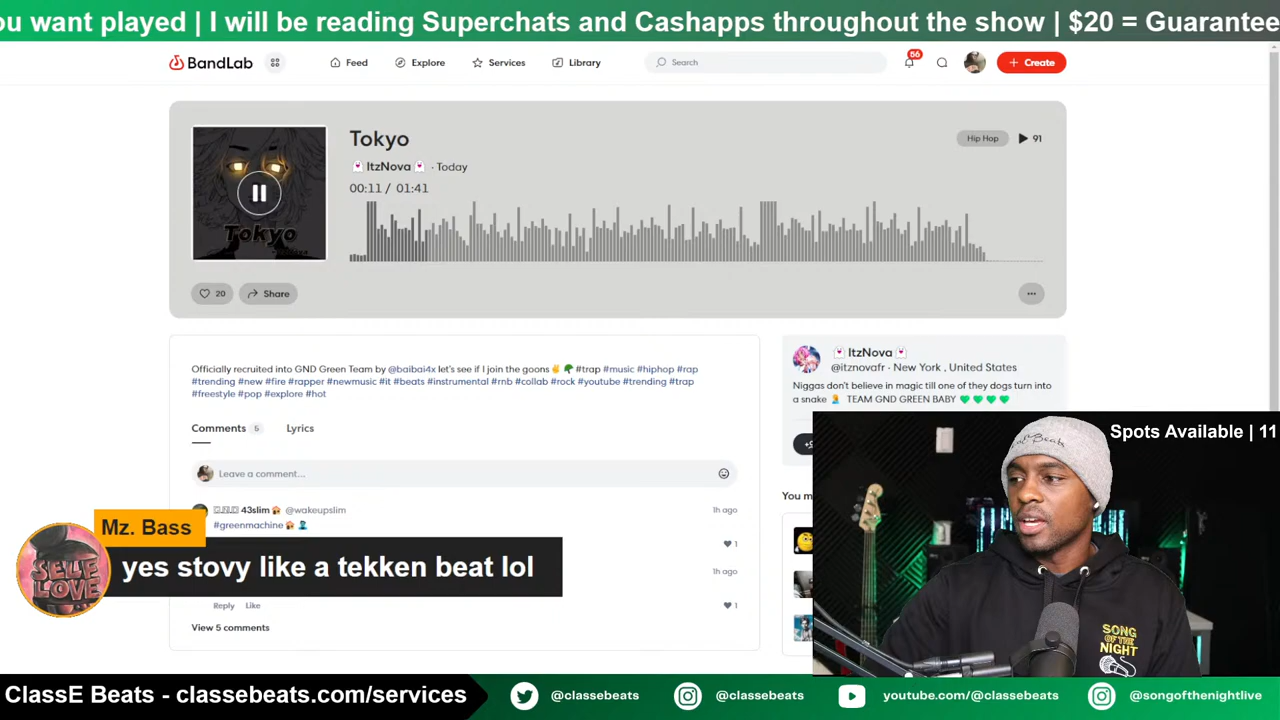 ou want played | I will be reading Superchats and Cashapps throughout the show | $20 = Guarantee
BandLab
Feed
Explore
Services
Library
Search
56
+ Create
Tokyo
ItzNova · Today
00:11 / 01:41
Hip Hop
91
Tokyo
20
Share
Officially recruited into GND Green Team by @baibai4x let's see if I join the goons #trap #music #hiphop #rap
#trending #new #fire #rapper #newmusic #it #beats #instrumental #rnb #collab #rock #youtube #trending #trap
#freestyle #pop #explore #hot
Comments 5
Lyrics
Leave a comment...
43slim @wakeupslim
1h ago
#greenmachine
1
1h ago
Reply Like
1
View 5 comments
ItzNova
@itznovafr · New York , United States
Niggas don't believe in magic till one of they dogs turn into
a snake TEAM GND GREEN BABY
You m
Spots Available | 11
Mz. Bass
yes stovy like a tekken beat lol
SELF
LOVE
SONG
OF THE
NIGHT
ClassE Beats - classebeats.com/services
@classebeats
@classebeats
youtube.com/@classebeats
@songofthenightlive